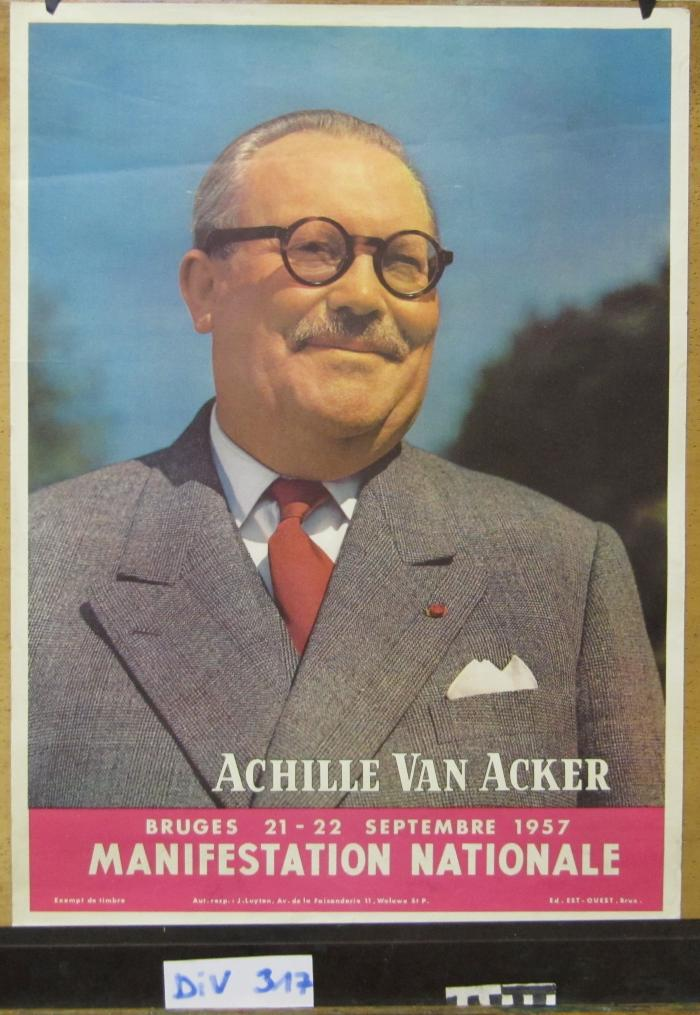 ACHILLE VAN ACKER
BRUGES 21-22 SEPTEMBRE 1957
MANIFESTATION NATIONALE
Exempt de timbre Aut.resp.: J.Luyten, Av. de la Faisanderie 11, Woluwe St P. Ed. EST-OUEST, Brux.
DiV 317